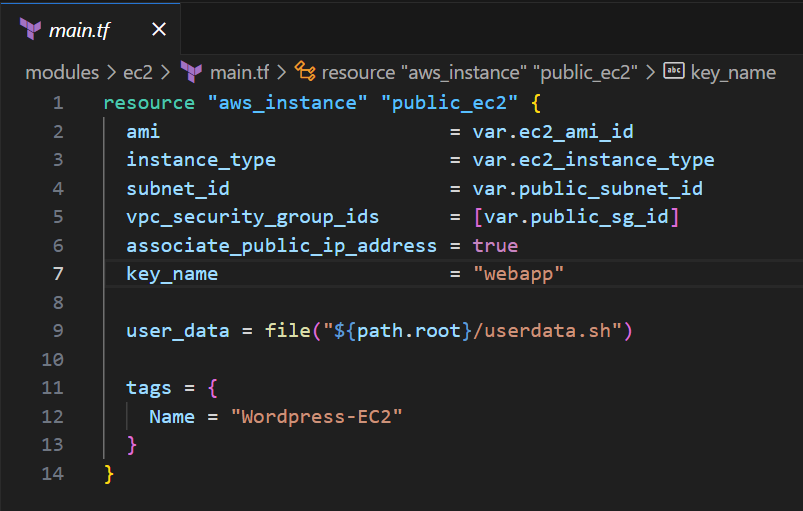 main.tf
modules > ec2 > main.tf > resource "aws_instance" "public_ec2" > abc key_name
1 resource "aws_instance" "public_ec2" {
2   ami                         = var.ec2_ami_id
3   instance_type               = var.ec2_instance_type
4   subnet_id                   = var.public_subnet_id
5   vpc_security_group_ids      = [var.public_sg_id]
6   associate_public_ip_address = true
7   key_name                    = "webapp"
8
9   user_data = file("${path.root}/userdata.sh")
10
11   tags = {
12     Name = "Wordpress-EC2"
13   }
14 }